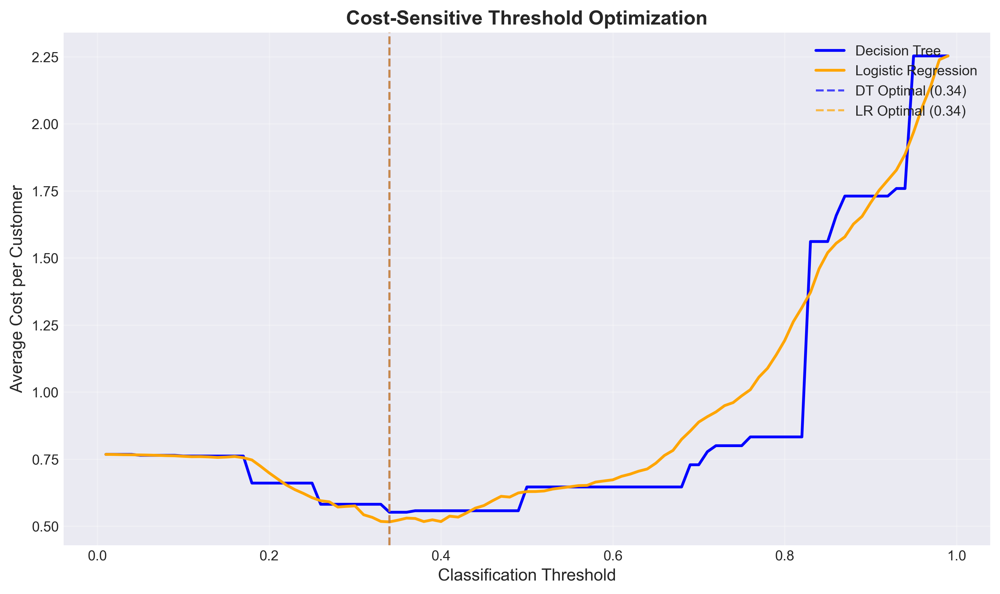 Cost-Sensitive Threshold Optimization
Decision Tree
Logistic Regression
DT Optimal (0.34)
LR Optimal (0.34)
Average Cost per Customer
2.25
2.00
1.75
1.50
1.25
1.00
0.75
0.50
0.0 0.2 0.4 0.6 0.8 1.0
Classification Threshold